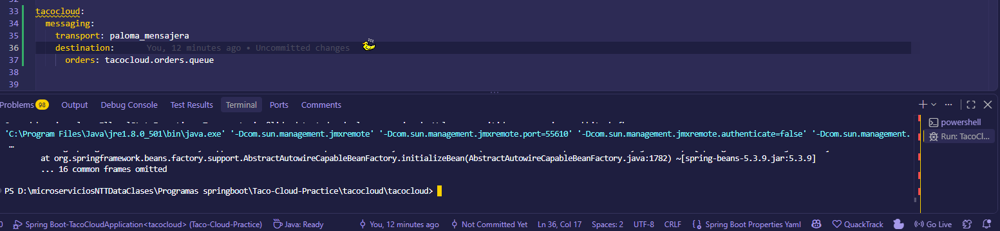 33 tacocloud:
34 messaging:
35 transport: paloma_mensajera
36 destination: You, 12 minutes ago • Uncommitted changes
37 orders: tacocloud.orders.queue
38
39
Problems 98 Output Debug Console Test Results Terminal Ports Comments
'C:\Program Files\Java\jre1.8.0_501\bin\java.exe' '-Dcom.sun.management.jmxremote' '-Dcom.sun.management.jmxremote.port=55610' '-Dcom.sun.management.jmxremote.authenticate=false' '-Dcom.sun.management.
…
at org.springframework.beans.factory.support.AbstractAutowireCapableBeanFactory.initializeBean(AbstractAutowireCapableBeanFactory.java:1782) ~[spring-beans-5.3.9.jar:5.3.9]
... 16 common frames omitted
PS D:\microserviciosNTTDataClases\Programas springboot\Taco-Cloud-Practice\tacocloud\tacocloud>
powershell
Run: TacoCl...
0 Spring Boot-TacoCloudApplication<tacocloud> (Taco-Cloud-Practice) Java: Ready You, 12 minutes ago Not Committed Yet Ln 36, Col 17 Spaces: 2 UTF-8 CRLF Spring Boot Properties Yaml QuackTrack Go Live